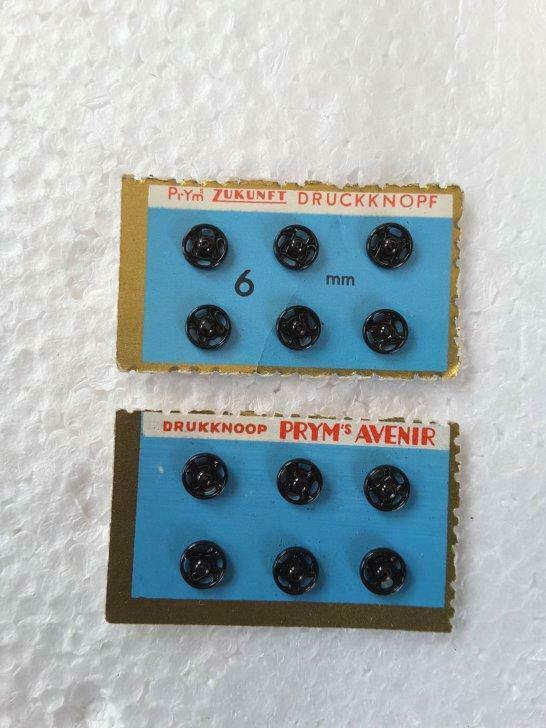 PrYm's ZUKUNFT DRUCKKNOPF
6 mm
DRUKKNOOP PRYM'S AVENIR